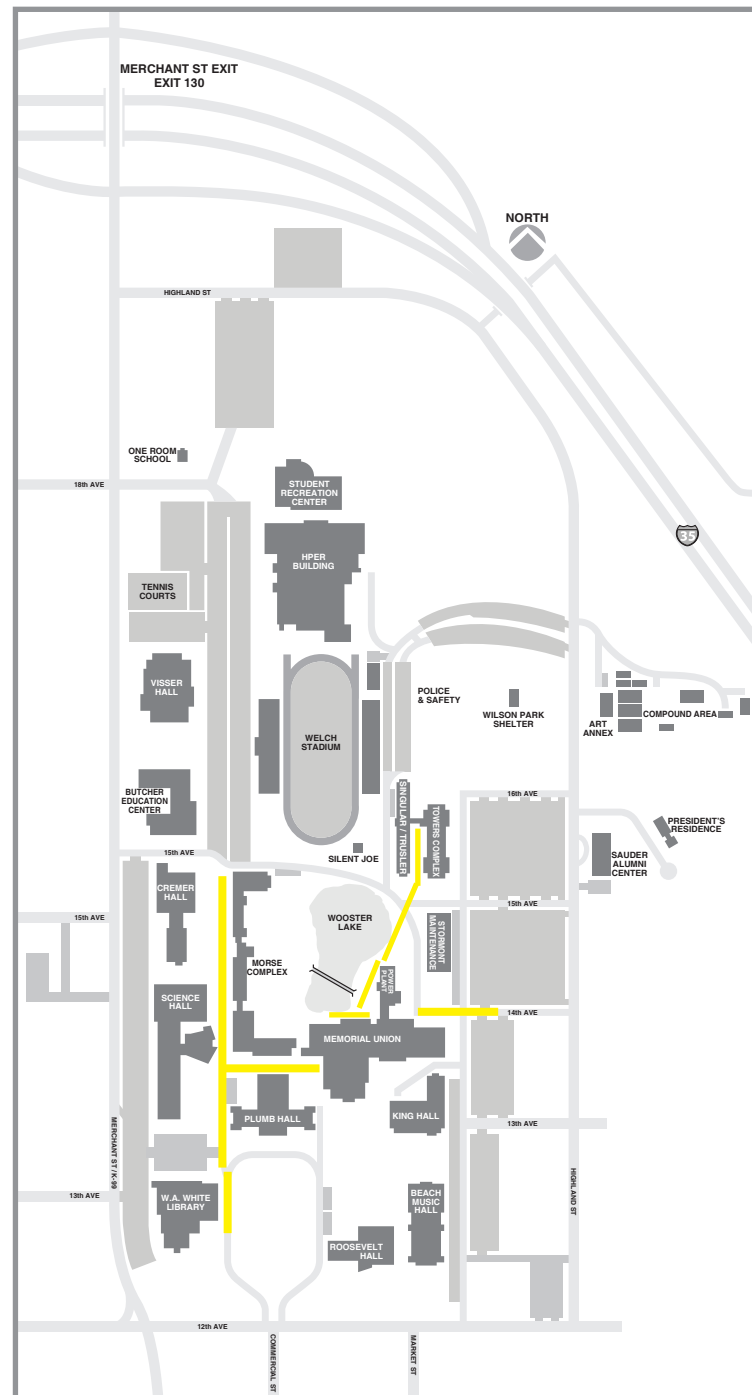 MERCHANT ST EXIT
EXIT 130
NORTH
HIGHLAND ST
ONE ROOM
SCHOOL
18th AVE
STUDENT
RECREATION
CENTER
35
HPER
BUILDING
TENNIS
COURTS
VISSER
HALL
POLICE
& SAFETY
WILSON PARK
SHELTER
ART
ANNEX
COMPOUND AREA
WELCH
STADIUM
BUTCHER
EDUCATION
CENTER
SINGULAR / TRUSLER
TOWERS COMPLEX
16th AVE
PRESIDENT'S
RESIDENCE
SILENT JOE
15th AVE
SAUDER
ALUMNI
CENTER
CREMER
HALL
15th AVE
WOOSTER
LAKE
STORMONT
MAINTENANCE
15th AVE
MORSE
COMPLEX
POWER
PLANT
SCIENCE
HALL
14th AVE
MEMORIAL UNION
PLUMB HALL
KING HALL
13th AVE
MERCHANT ST / K-99
HIGHLAND ST
13th AVE
W.A. WHITE
LIBRARY
BEACH
MUSIC
HALL
ROOSEVELT
HALL
12th AVE
COMMERCIAL ST
MARKET ST